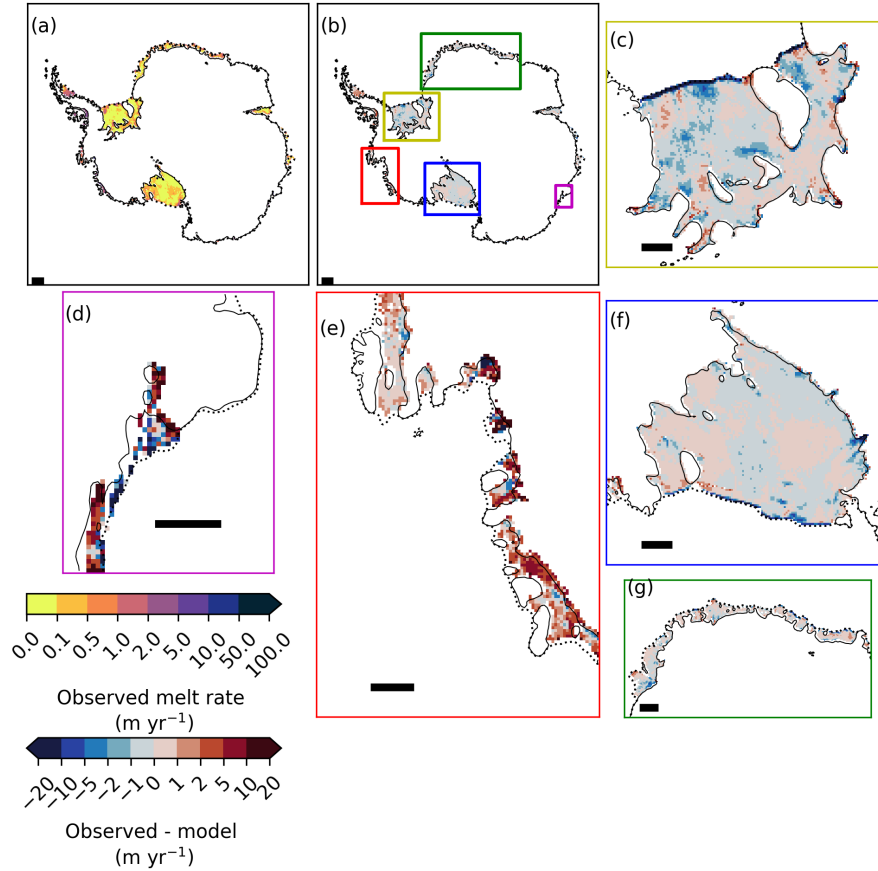 (a)
(b)
(c)
(d)
(e)
(f)
(g)
0.0 0.1 0.5 1.0 2.0 5.0 10.0 50.0 100.0
Observed melt rate
(m yr⁻¹)
−20 −10 −5 −2 −1 0 1 2 5 10 20
Observed - model
(m yr⁻¹)